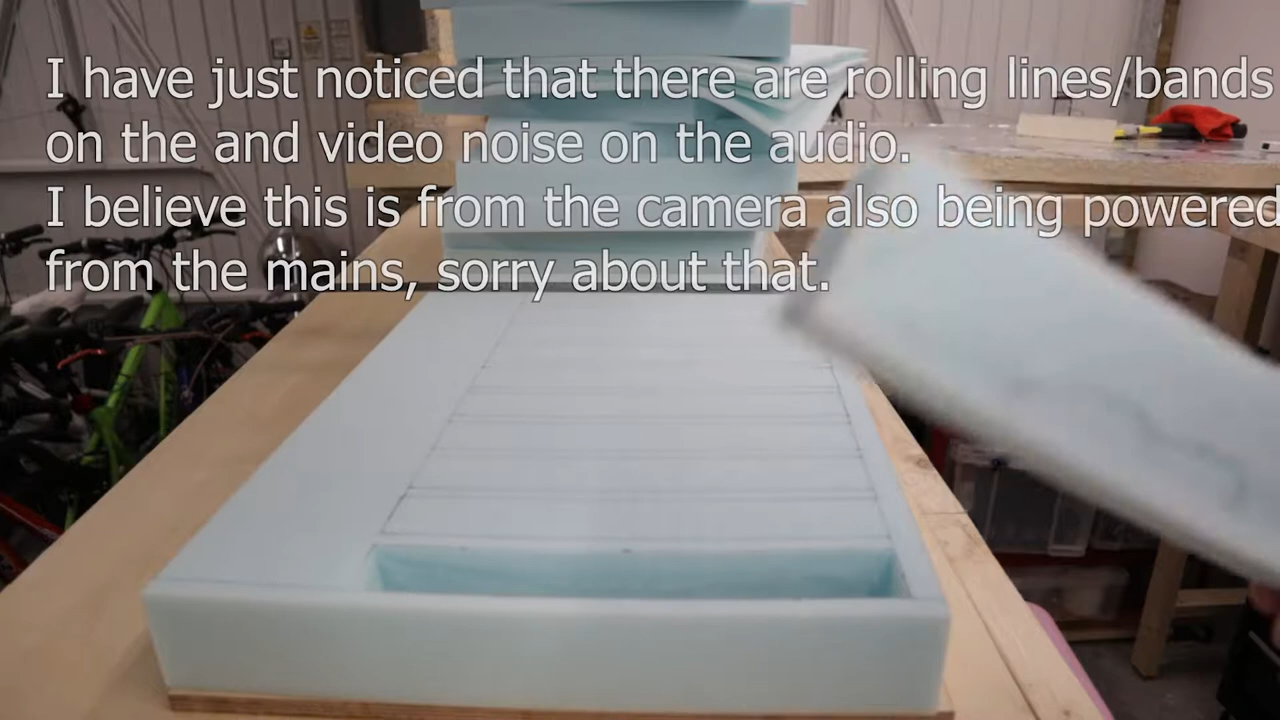 I have just noticed that there are rolling lines/bands
on the and video noise on the audio.
I believe this is from the camera also being powered
from the mains, sorry about that.